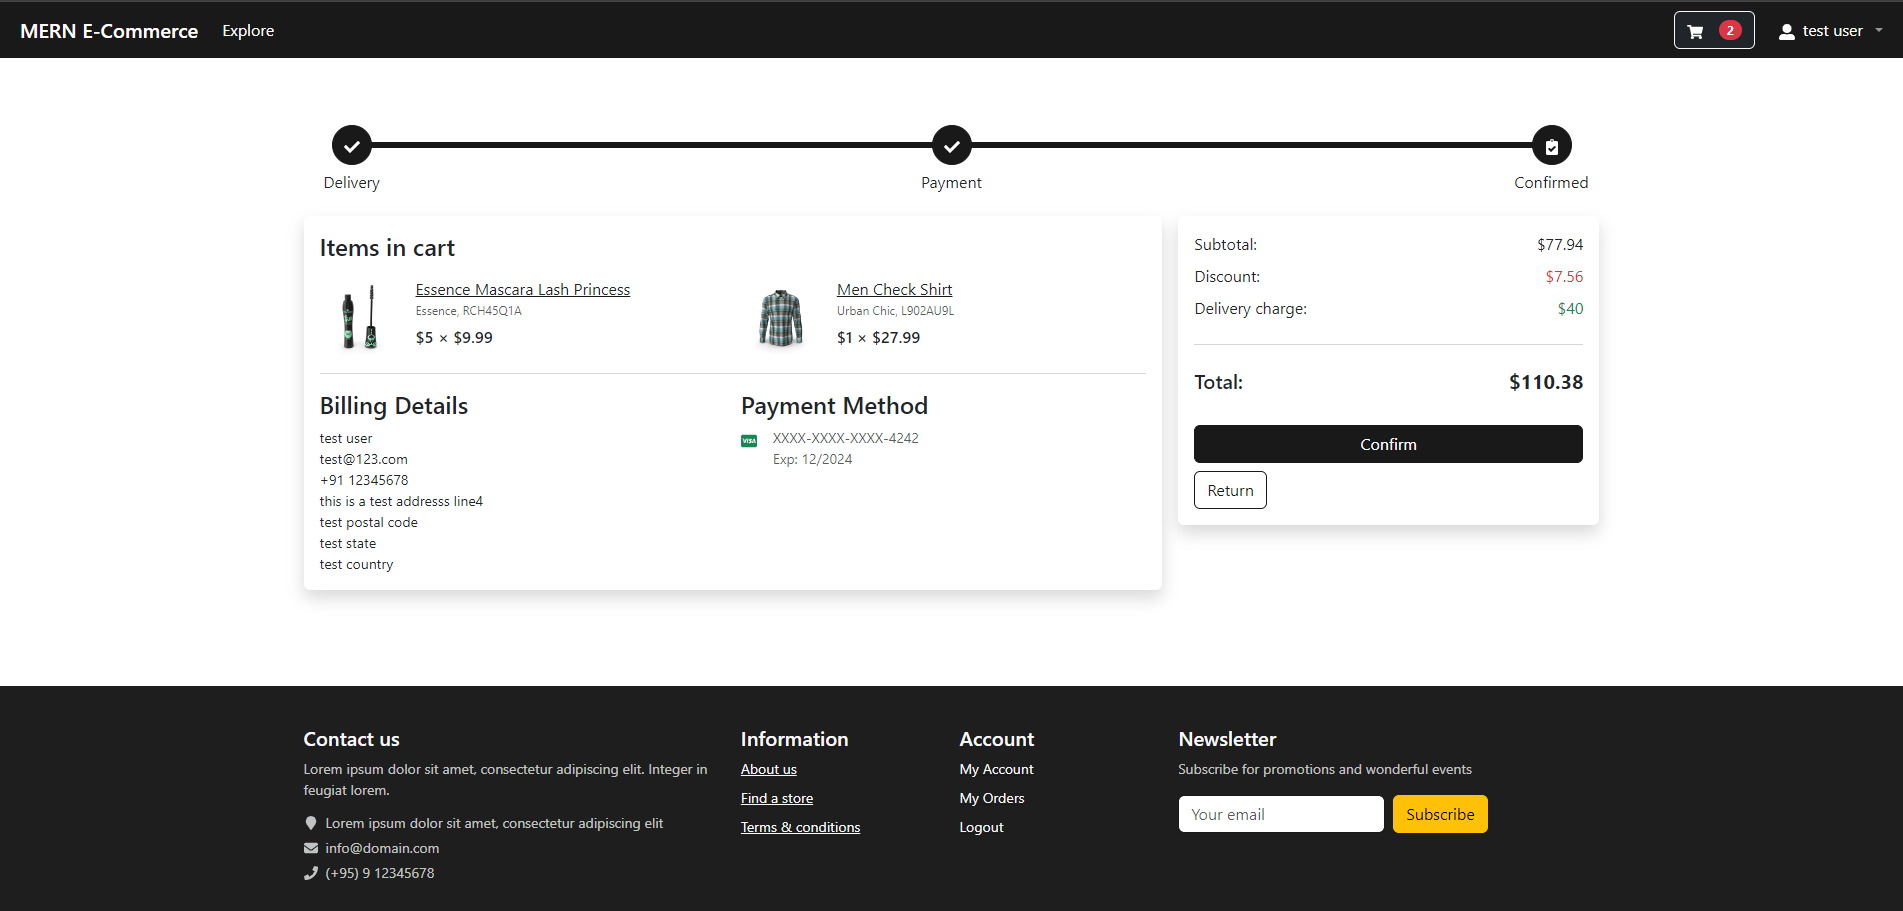 MERN E-Commerce Explore 2 test user
Delivery Payment Confirmed
Items in cart
Essence Mascara Lash Princess
Essence, RCH45Q1A
$5 × $9.99
Men Check Shirt
Urban Chic, L902AU9L
$1 × $27.99
Billing Details
test user
test@123.com
+91 12345678
this is a test addresss line4
test postal code
test state
test country
Payment Method
VISA XXXX-XXXX-XXXX-4242
Exp: 12/2024
Subtotal: $77.94
Discount: $7.56
Delivery charge: $40
Total: $110.38
Confirm
Return
Contact us
Lorem ipsum dolor sit amet, consectetur adipiscing elit. Integer in
feugiat lorem.
Lorem ipsum dolor sit amet, consectetur adipiscing elit
info@domain.com
(+95) 9 12345678
Information
About us
Find a store
Terms & conditions
Account
My Account
My Orders
Logout
Newsletter
Subscribe for promotions and wonderful events
Your email Subscribe